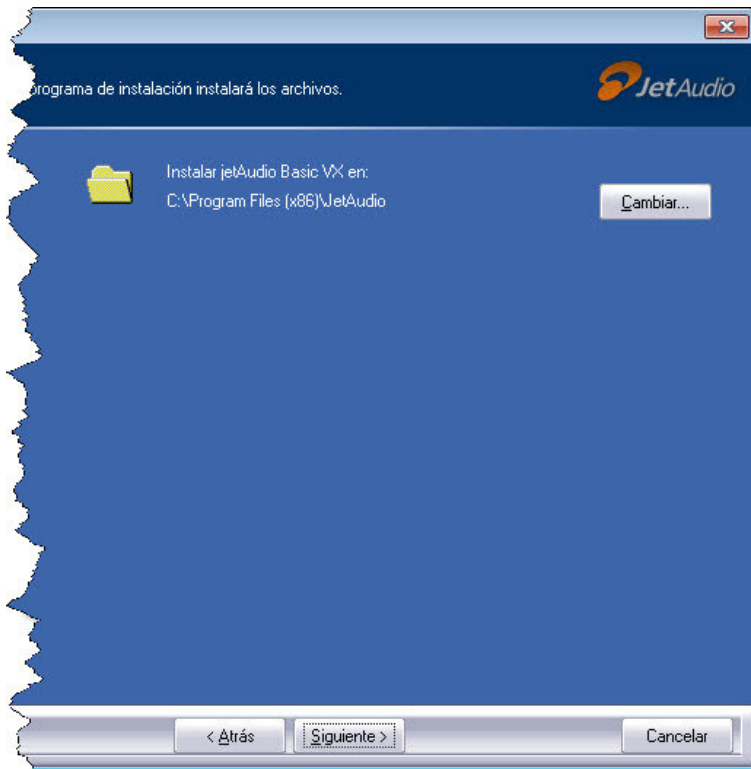 programa de instalación instalará los archivos.
JetAudio
Instalar jetAudio Basic VX en:
C:\Program Files (x86)\JetAudio
Cambiar...
< Atrás
Siguiente >
Cancelar